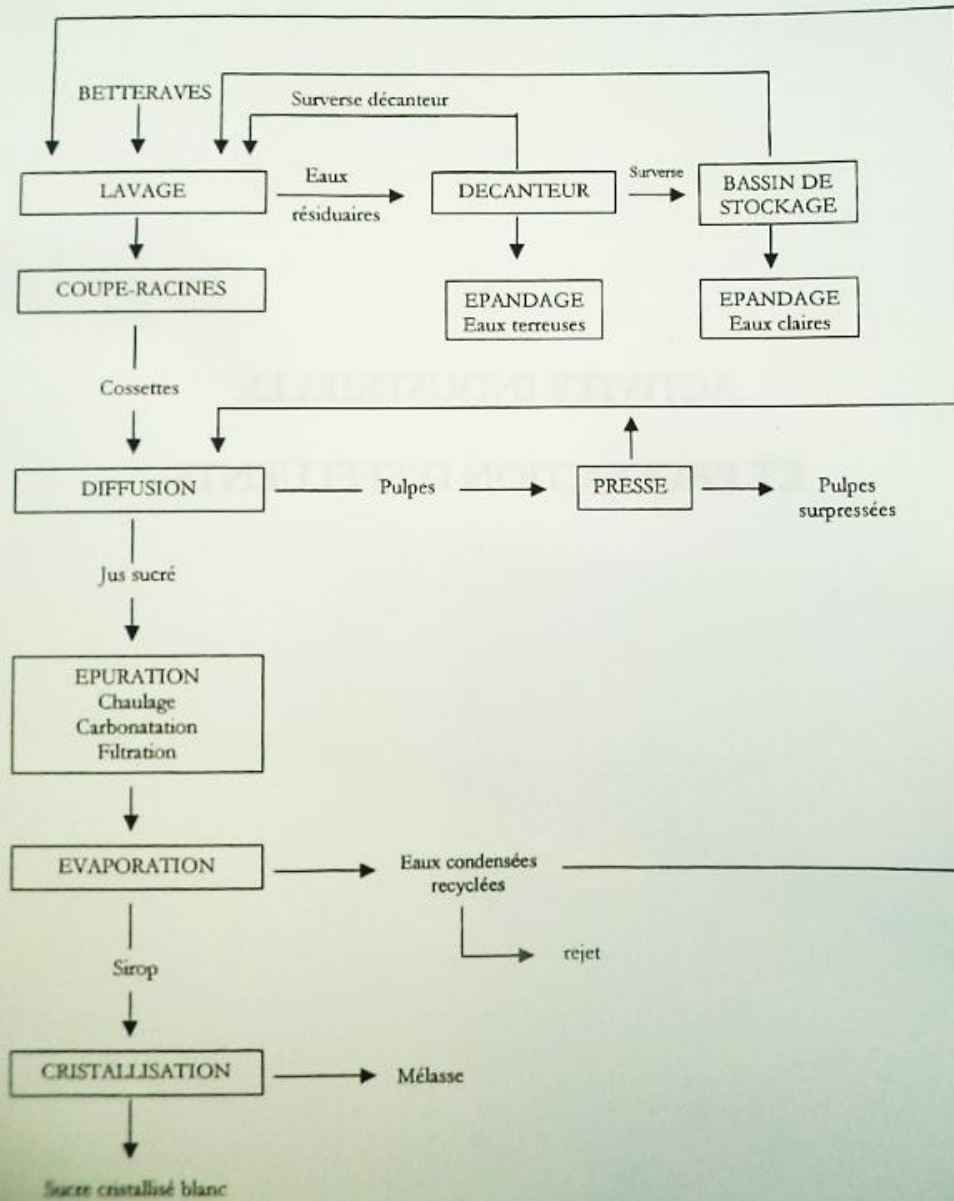 BETTERAVES
Surverse décanteur
LAVAGE
Eaux
résiduaires
DECANTEUR
Surverse
BASSIN DE
STOCKAGE
COUPE-RACINES
EPANDAGE
Eaux terreuses
EPANDAGE
Eaux claires
Cossettes
ACTIVITE INDUSTRIELLE
DIFFUSION
Pulpes
PRESSE
Pulpes
surpressées
Jus sucré
EPURATION
Chaulage
Carbonatation
Filtration
EVAPORATION
Eaux condensées
recyclées
rejet
Sirop
CRISTALLISATION
Mélasse
Sucre cristallisé blanc